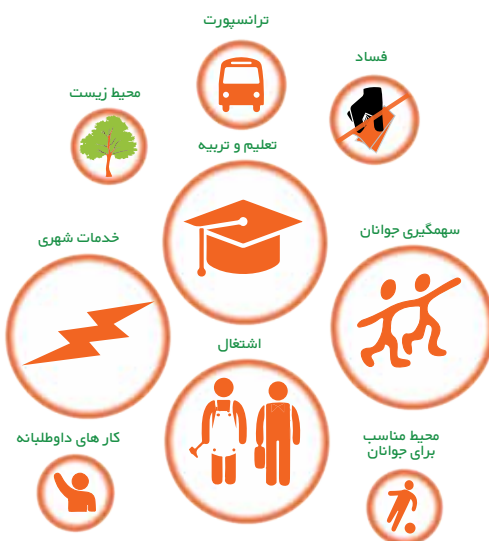 ترانسپورت
فساد
محیط زیست
تعلیم و تربیه
سهمگیری جوانان
خدمات شهری
اشتغال
محیط مناسب
برای جوانان
کار های داوطلبانه